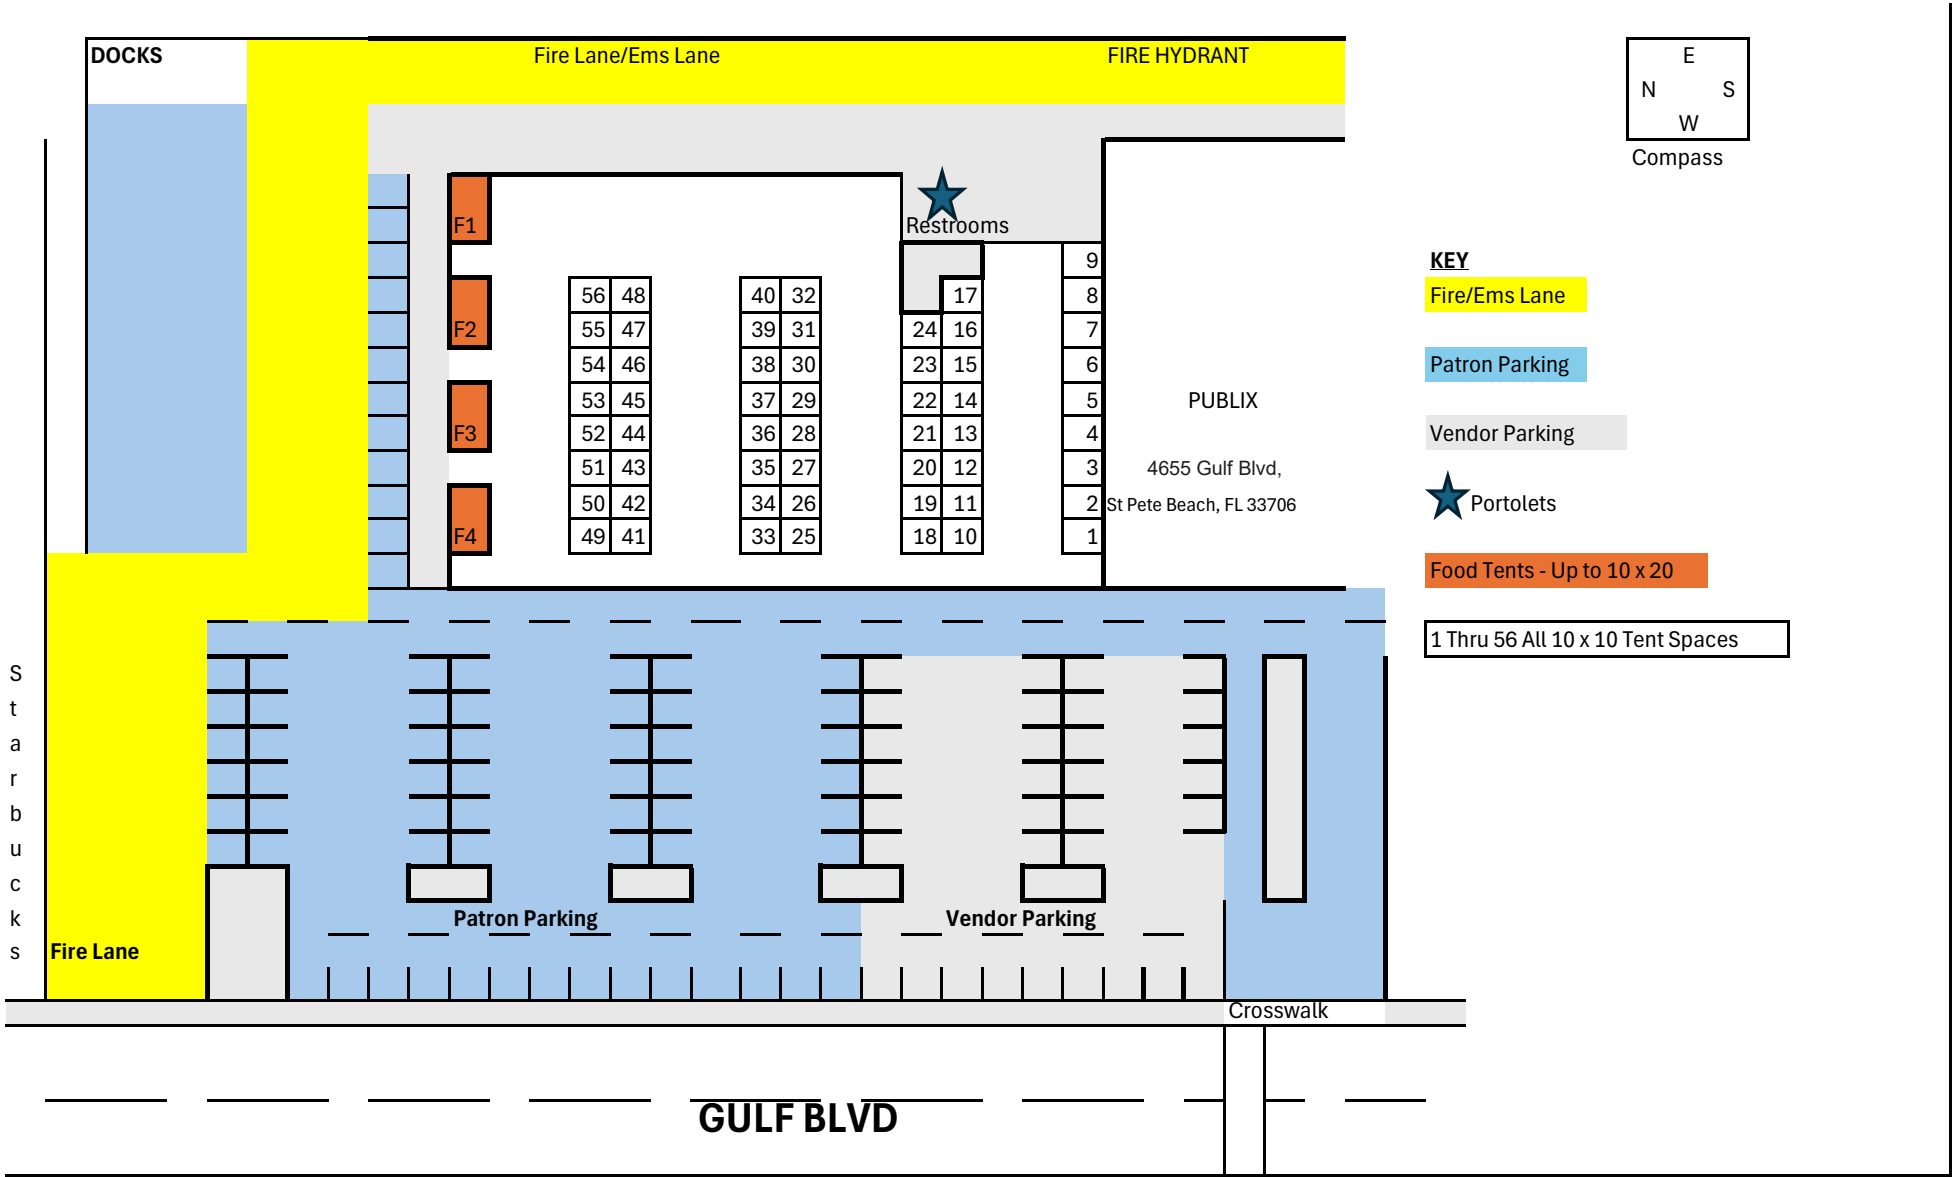 DOCKS
Fire Lane/Ems Lane
FIRE HYDRANT
E
N S
W
Compass
F1
Restrooms
9
KEY
56 48 40 32 17 8
Fire/Ems Lane
F2 55 47 39 31 24 16 7
54 46 38 30 23 15 6
Patron Parking
53 45 37 29 22 14 5
PUBLIX
F3 52 44 36 28 21 13 4
Vendor Parking
51 43 35 27 20 12 3
4655 Gulf Blvd,
50 42 34 26 19 11 2
St Pete Beach, FL 33706
Portolets
F4 49 41 33 25 18 10 1
Food Tents - Up to 10 x 20
1 Thru 56 All 10 x 10 Tent Spaces
S
t
a
r
b
u
c
k
s
Patron Parking
Vendor Parking
Fire Lane
Crosswalk
GULF BLVD